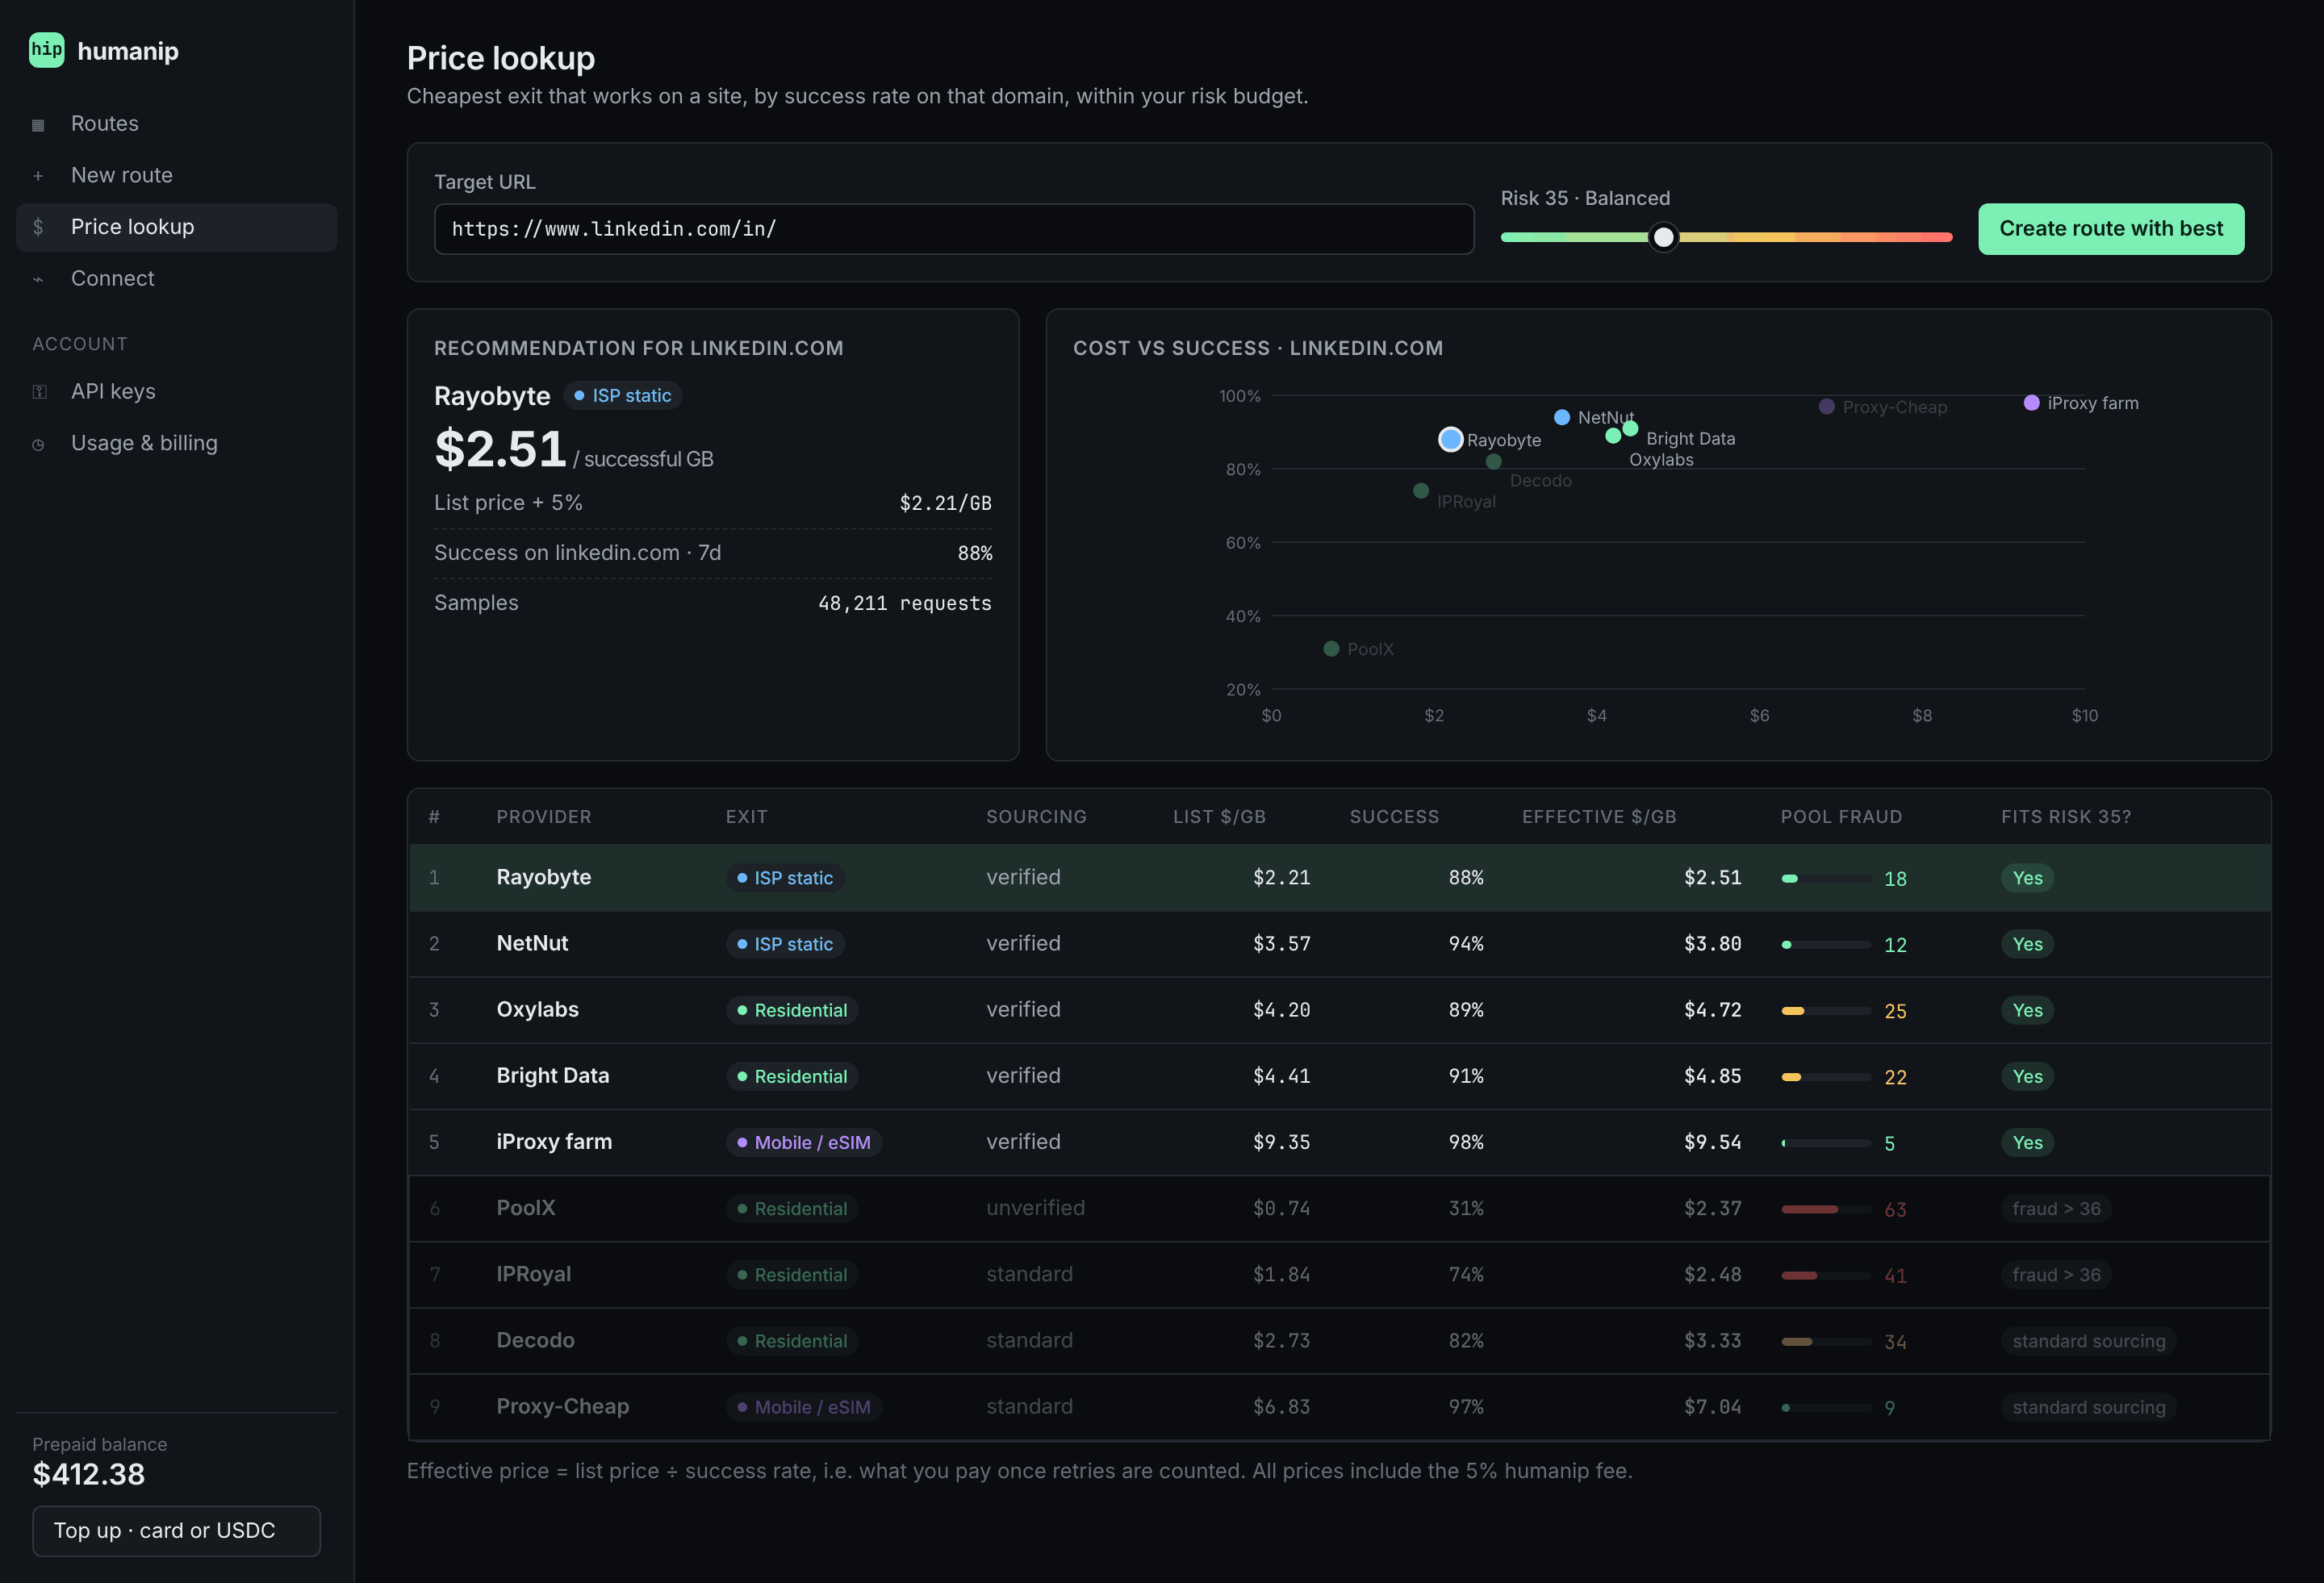 hip humanip
Routes
+ New route
$ Price lookup
Connect
ACCOUNT
API keys
Usage & billing
Prepaid balance
$412.38
Top up · card or USDC
Price lookup
Cheapest exit that works on a site, by success rate on that domain, within your risk budget.
Target URL
https://www.linkedin.com/in/
Risk 35 · Balanced
Create route with best
RECOMMENDATION FOR LINKEDIN.COM
Rayobyte ISP static
$2.51 / successful GB
List price + 5% $2.21/GB
Success on linkedin.com · 7d 88%
Samples 48,211 requests
COST VS SUCCESS · LINKEDIN.COM
100%
80%
60%
40%
20%
$0 $2 $4 $6 $8 $10
iProxy farm
Proxy-Cheap
NetNut
Rayobyte
Bright Data
Oxylabs
Decodo
IPRoyal
PoolX
# PROVIDER EXIT SOURCING LIST $/GB SUCCESS EFFECTIVE $/GB POOL FRAUD FITS RISK 35?
1 Rayobyte ISP static verified $2.21 88% $2.51 18 Yes
2 NetNut ISP static verified $3.57 94% $3.80 12 Yes
3 Oxylabs Residential verified $4.20 89% $4.72 25 Yes
4 Bright Data Residential verified $4.41 91% $4.85 22 Yes
5 iProxy farm Mobile / eSIM verified $9.35 98% $9.54 5 Yes
6 PoolX Residential unverified $0.74 31% $2.37 63 fraud > 36
7 IPRoyal Residential standard $1.84 74% $2.48 41 fraud > 36
8 Decodo Residential standard $2.73 82% $3.33 34 standard sourcing
9 Proxy-Cheap Mobile / eSIM standard $6.83 97% $7.04 9 standard sourcing
Effective price = list price ÷ success rate, i.e. what you pay once retries are counted. All prices include the 5% humanip fee.